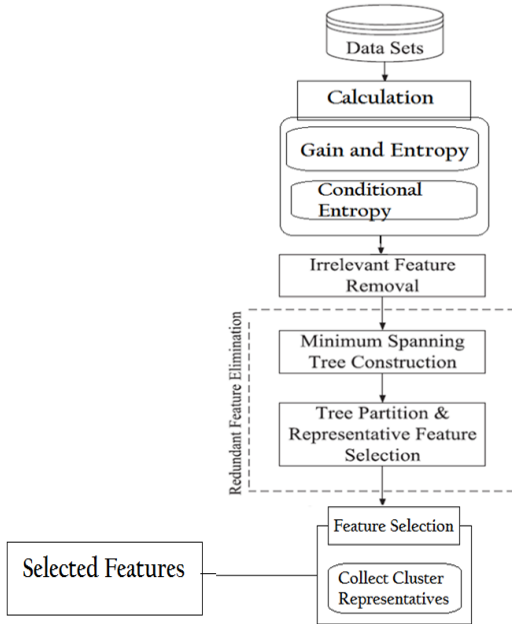 Data Sets
Calculation
Gain and Entropy
Conditional
Entropy
Irrelevant Feature
Removal
Redundant Feature Elimination
Minimum Spanning
Tree Construction
Tree Partition &
Representative Feature
Selection
Feature Selection
Collect Cluster
Representatives
Selected Features